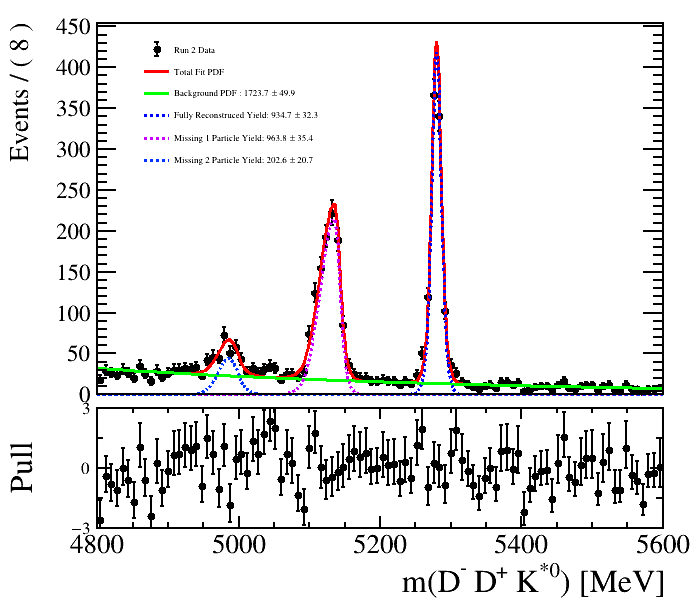 Events / ( 8 )
450
400
350
300
250
200
150
100
50
0
Run 2 Data
Total Fit PDF
Background PDF : 1723.7 ± 49.9
Fully Reconstruced Yield: 934.7 ± 32.3
Missing 1 Particle Yield: 963.8 ± 35.4
Missing 2 Particle Yield: 202.6 ± 20.7
Pull
3
0
−3
4800 5000 5200 5400 5600
m(D⁻ D⁺ K*⁰) [MeV]